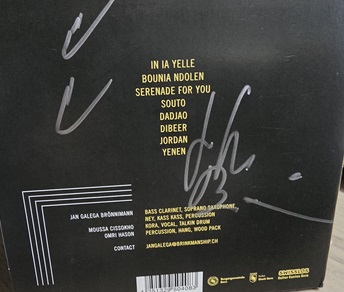 IN IA YELLE
BOUNIA NDOLEN
SERENADE FOR YOU
SOUTO
DADJAO
DIBEER
JORDAN
YENEN
JAN GALEGA BRÖNNIMANN BASS CLARINET, SOPRANO SAXOPHONE,
NEY, KASS KASS, PERCUSSION
MOUSSA CISSOKHO KORA, VOCAL, TALKIN DRUM
OMRI HASON PERCUSSION, HANG, WOOD PACK
CONTACT JANGALEGA@BRINKMANSHIP.CH
SWISSLOS